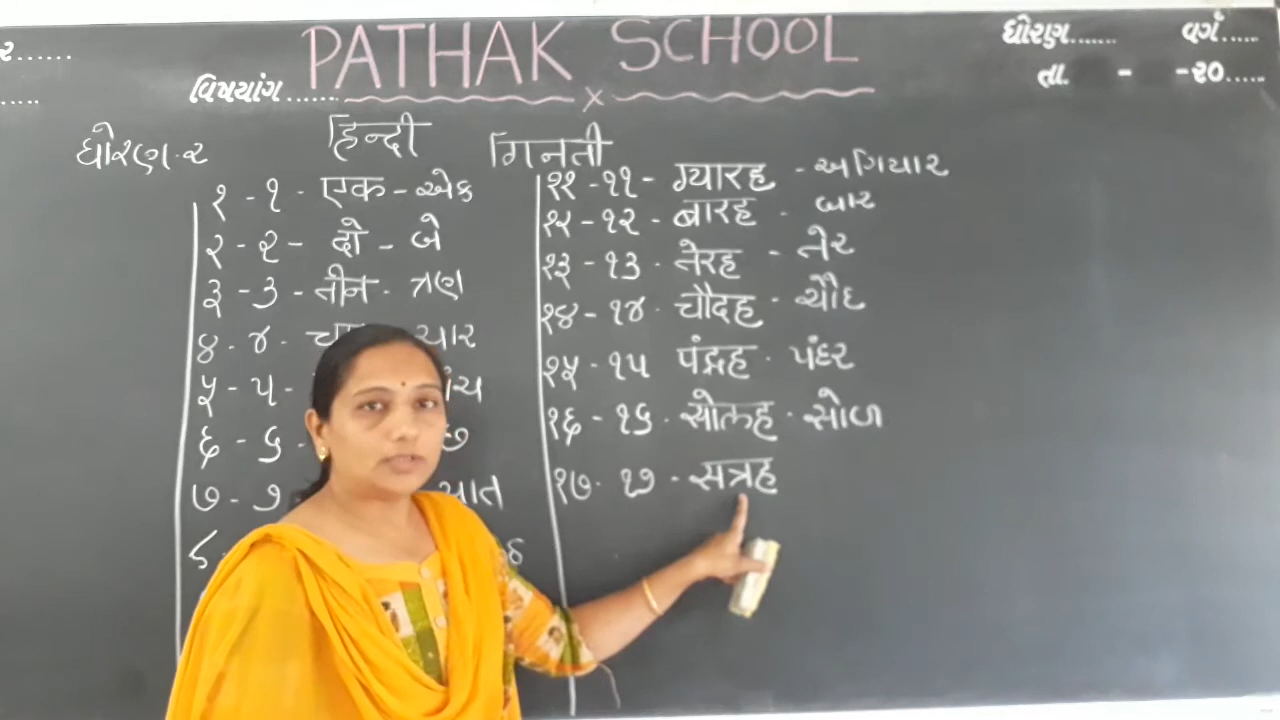 PATHAK SCHOOL
ર......
વિષયાંગ ......
ધોરણ....... વર્ગ.....
તા. - -૨૦.....
ધોરણ-૨ हिन्दी गिनती
१ - ૧ - एक - એક
२ - ૨ - दो - બે
३ - ૩ - तीन - ત્રણ
४ - ૪ -
५ - ૫ -
६ - ૬ - છ
७ - ૭ -
११ - ૧૧ - ग्यारह - અગિયાર
१२ - ૧૨ - बारह - બાર
१३ - ૧૩ - तेरह - તેર
१४ - ૧૪ - चौदह - ચૌદ
१५ - ૧૫ पंद्रह - પંદર
१६ - ૧૬ - सोलह - સોળ
१७ - ૧૭ - सत्रह